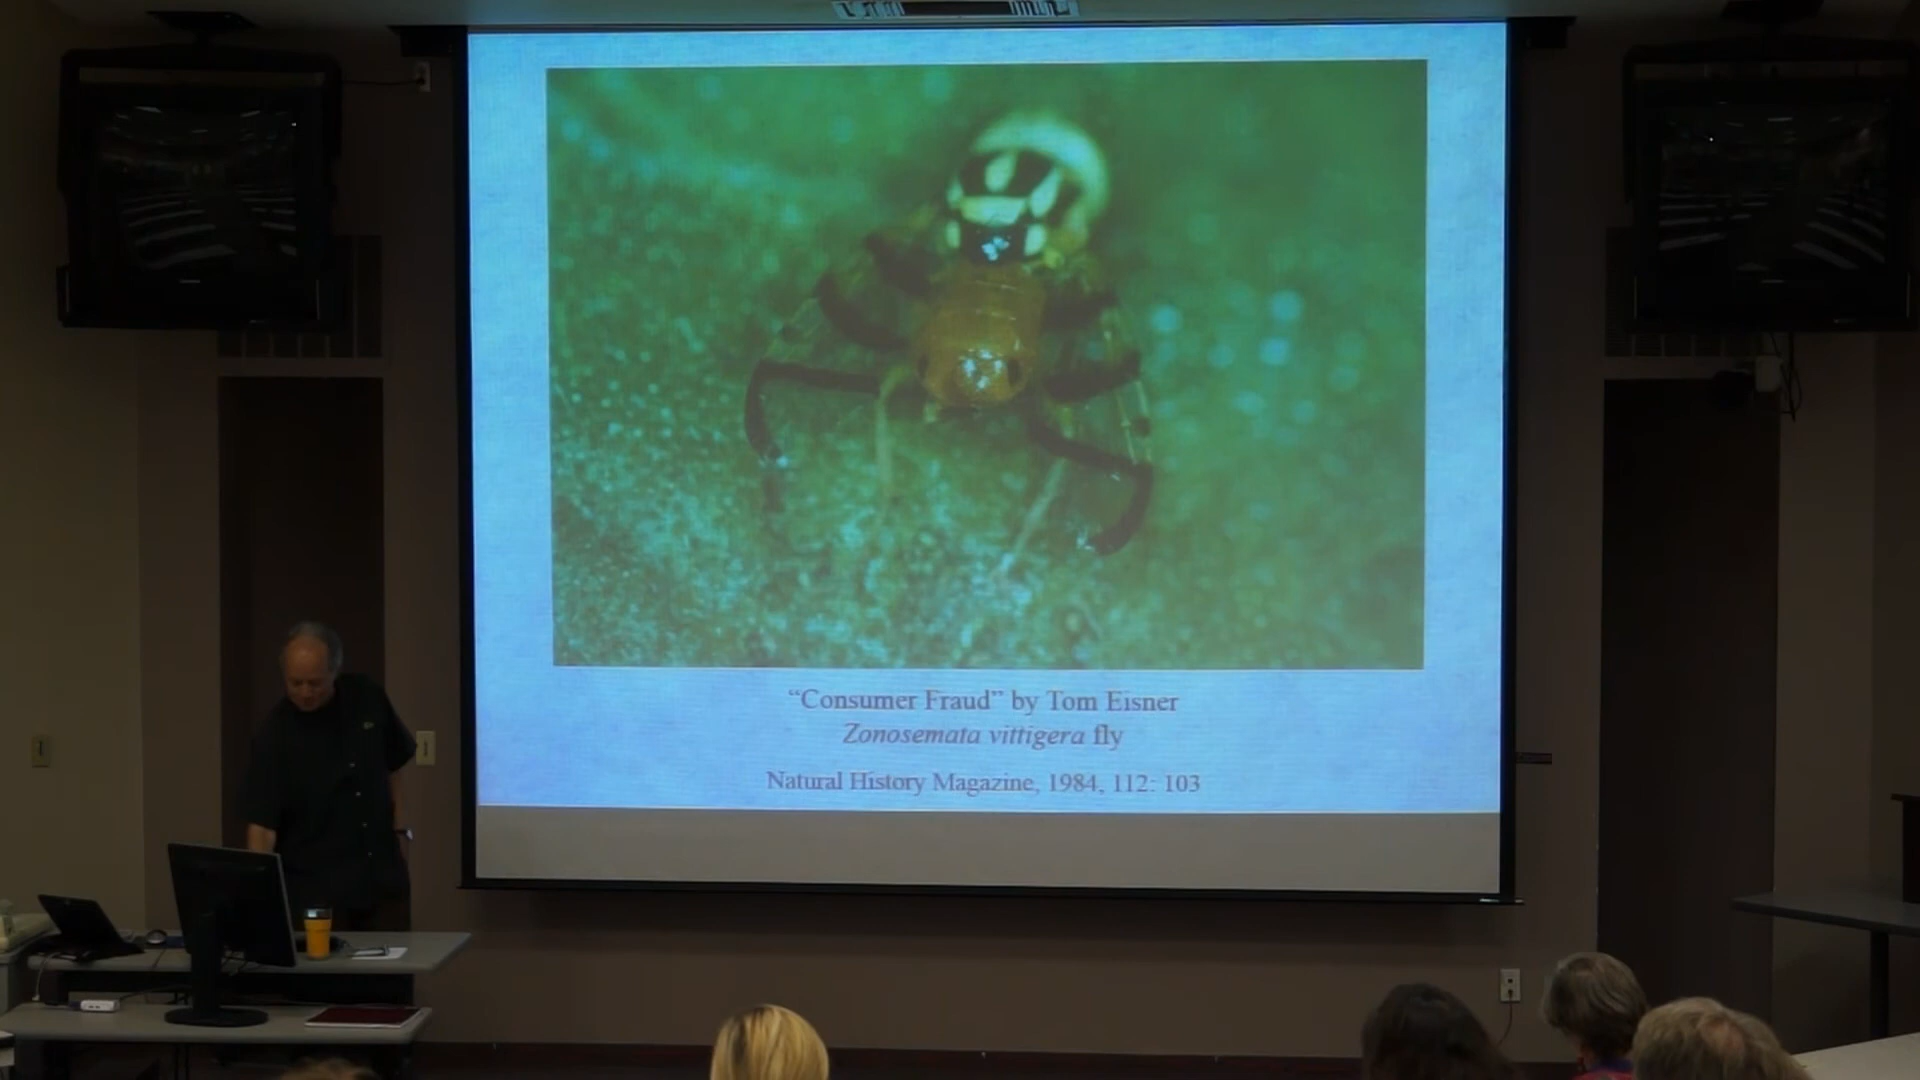 “Consumer Fraud” by Tom Eisner
Zonosemata vittigera fly
Natural History Magazine, 1984, 112: 103